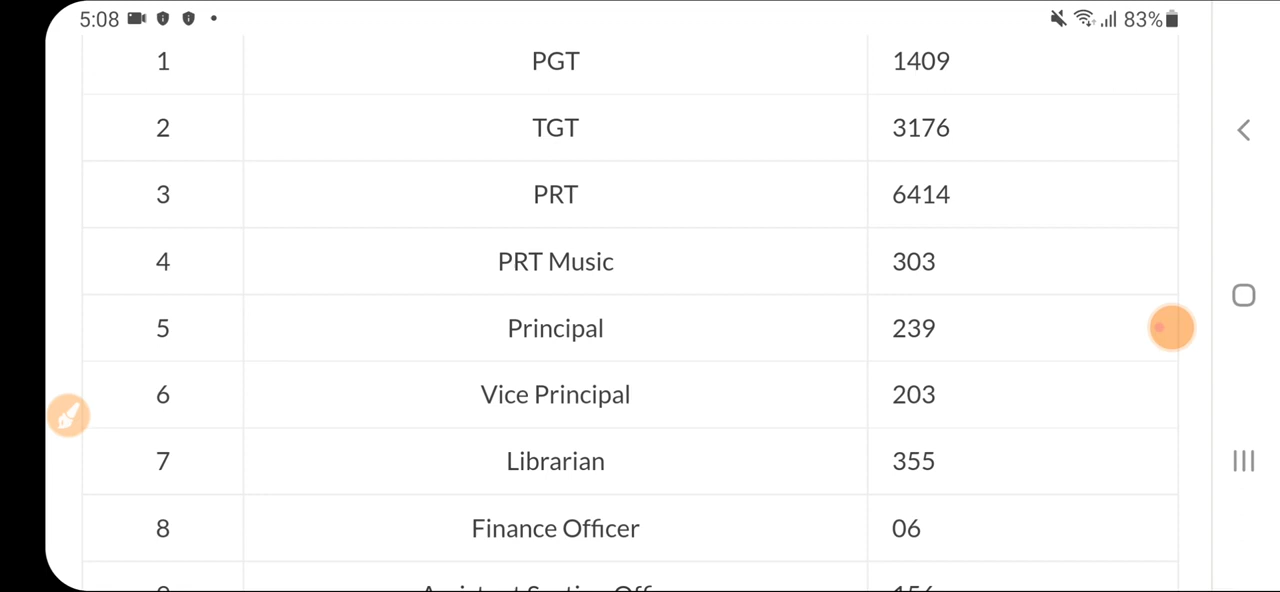 5:08 83%
1 PGT 1409
2 TGT 3176
3 PRT 6414
4 PRT Music 303
5 Principal 239
6 Vice Principal 203
7 Librarian 355
8 Finance Officer 06